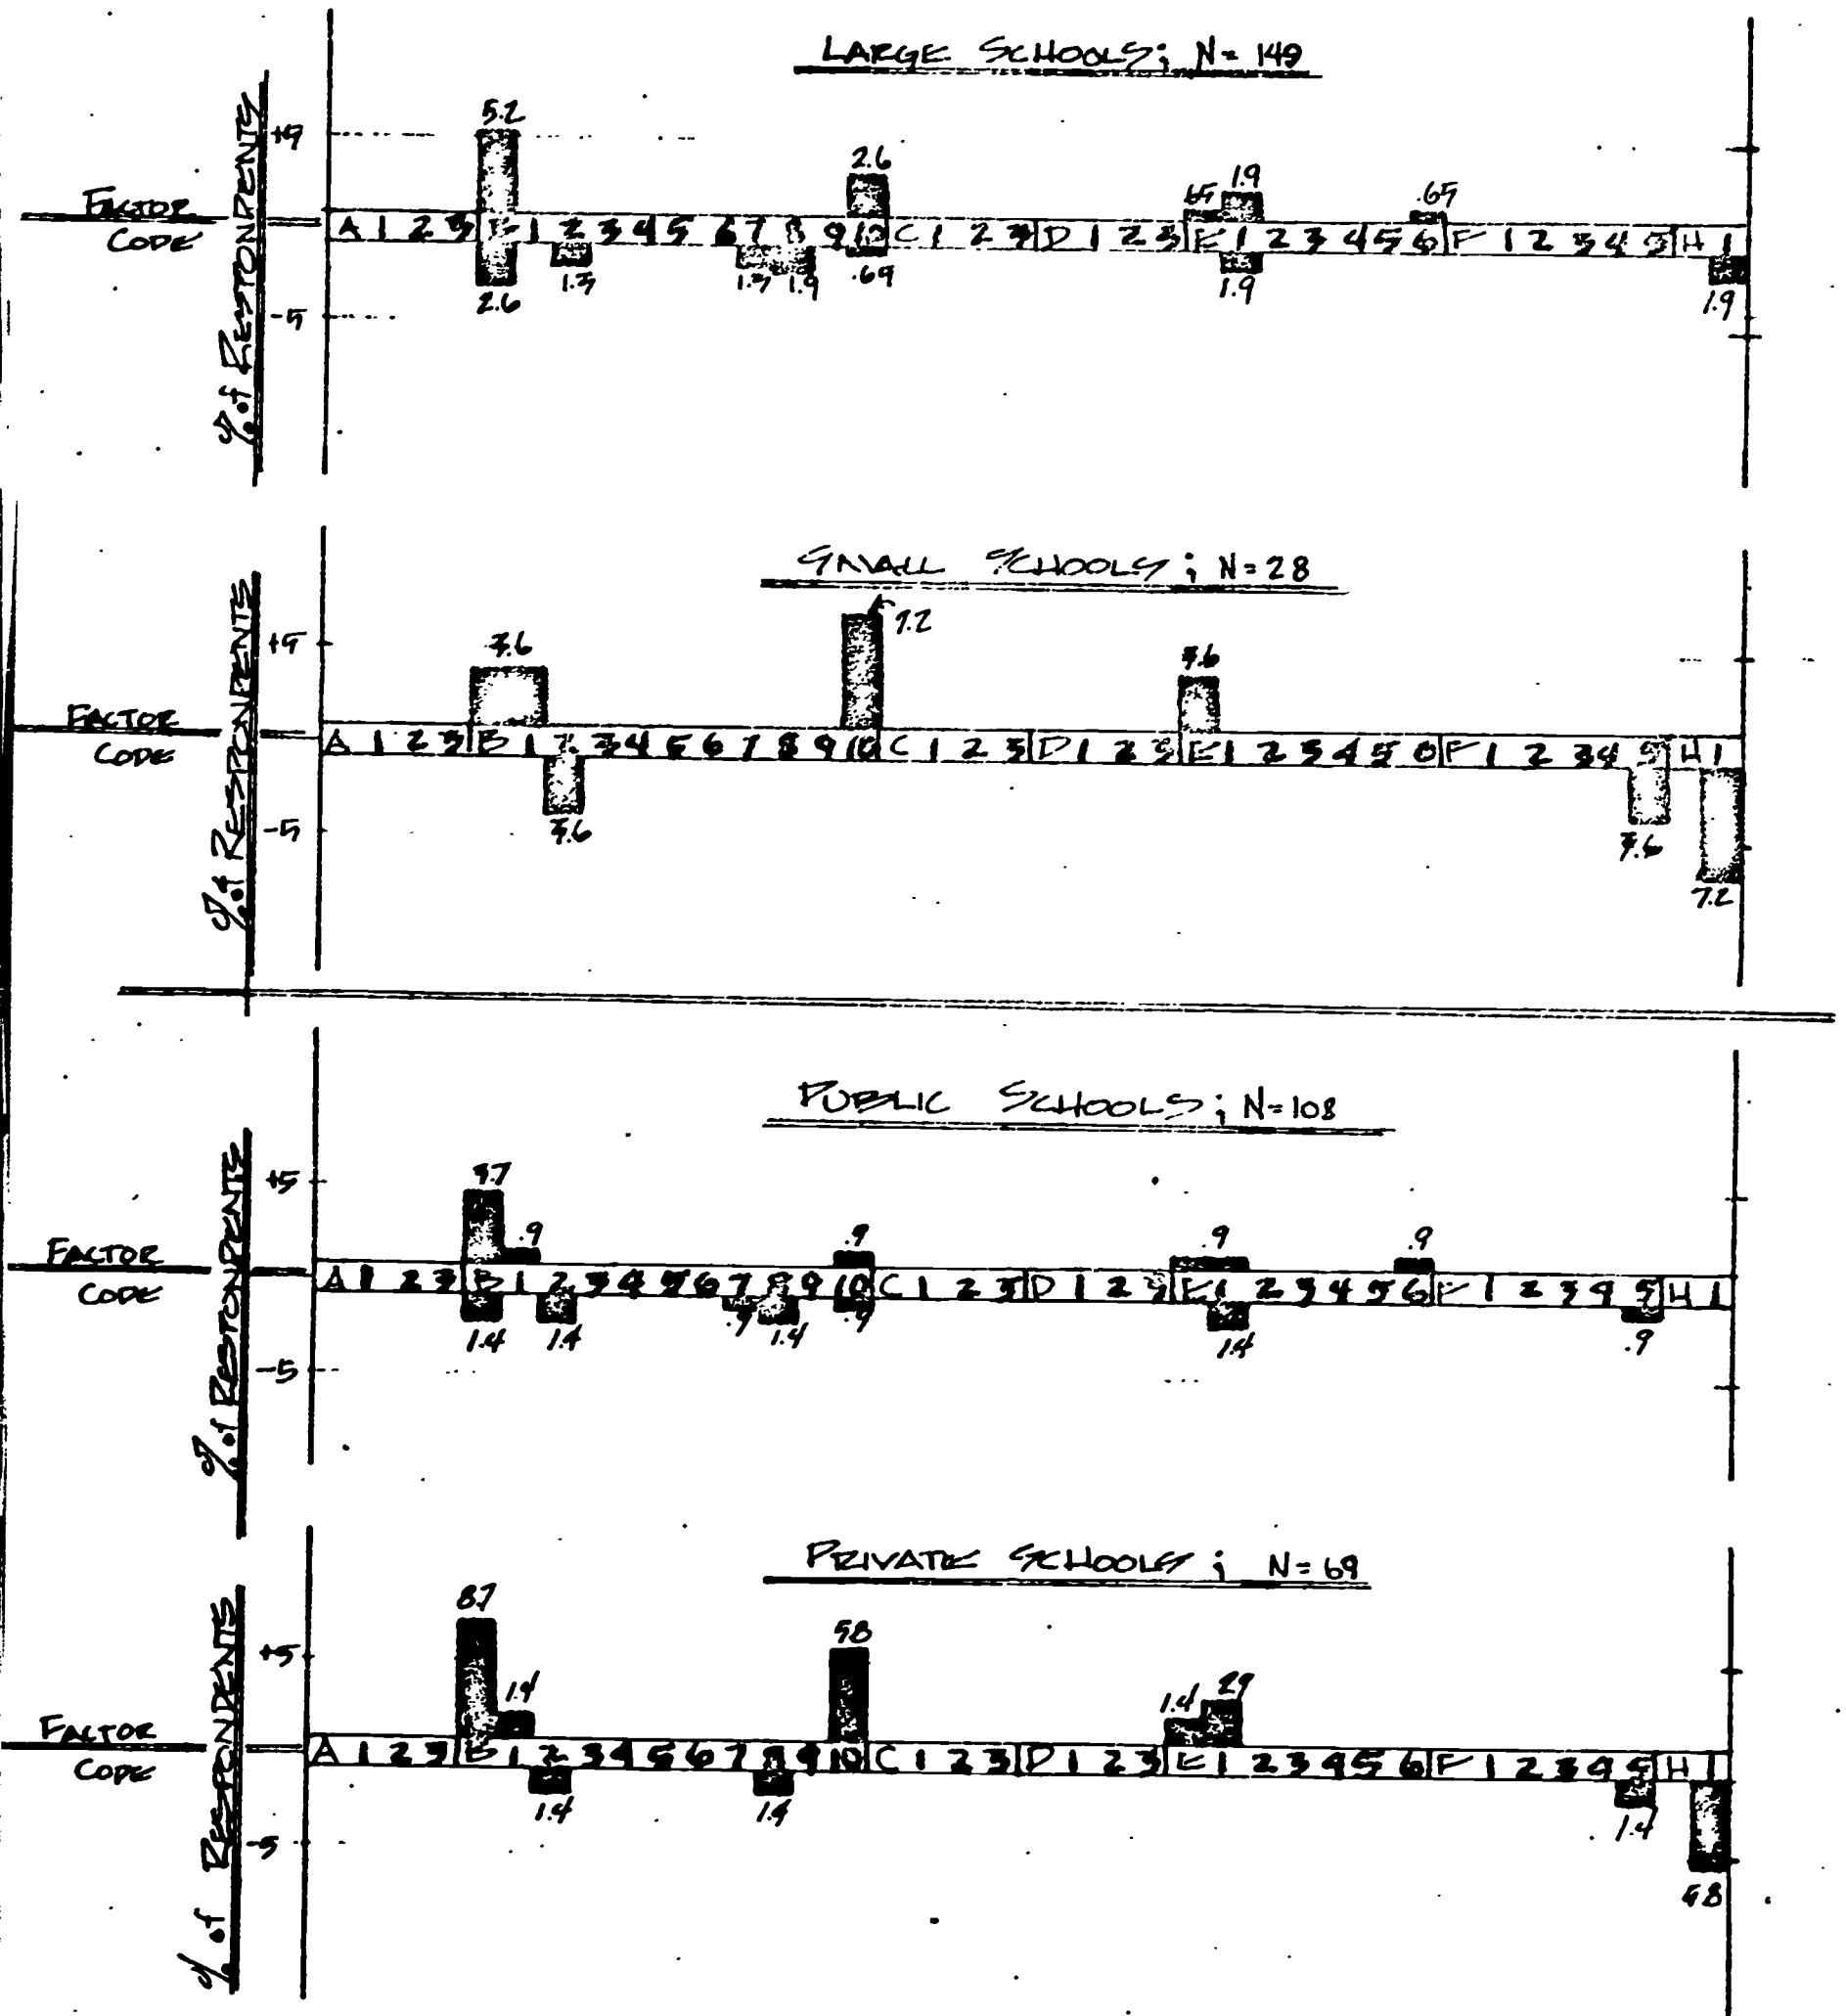 LARGE SCHOOLS; N= 149
% of RESPONDENTS
+5
5.2
2.6
.65
1.9
.65
FACTOR CODE
A 1 2 3 B 1 2 3 4 5 6 7 8 9 10 C 1 2 3 D 1 2 3 E 1 2 3 4 5 6 F 1 2 3 4 5 H 1
2.6
1.3
1.3
1.9
1.9
1.9
-5
SMALL SCHOOLS; N=28
% of RESPONDENTS
+5
3.6
7.2
3.6
FACTOR CODE
A 1 2 3 B 1 2 3 4 5 6 7 8 9 10 C 1 2 3 D 1 2 3 E 1 2 3 4 5 6 F 1 2 3 4 5 H 1
3.6
3.6
7.2
-5
PUBLIC SCHOOLS; N=108
% of RESPONDENTS
+5
3.7
.9
.9
.9
.9
FACTOR CODE
A 1 2 3 B 1 2 3 4 5 6 7 8 9 10 C 1 2 3 D 1 2 3 E 1 2 3 4 5 6 F 1 2 3 4 5 H 1
1.4
1.4
.9
1.4
.9
1.4
.9
-5
PRIVATE SCHOOLS; N=69
% of RESPONDENTS
+5
8.7
1.4
5.8
1.4
2.9
FACTOR CODE
A 1 2 3 B 1 2 3 4 5 6 7 8 9 10 C 1 2 3 D 1 2 3 E 1 2 3 4 5 6 F 1 2 3 4 5 H 1
1.4
1.4
1.4
5.8
-5